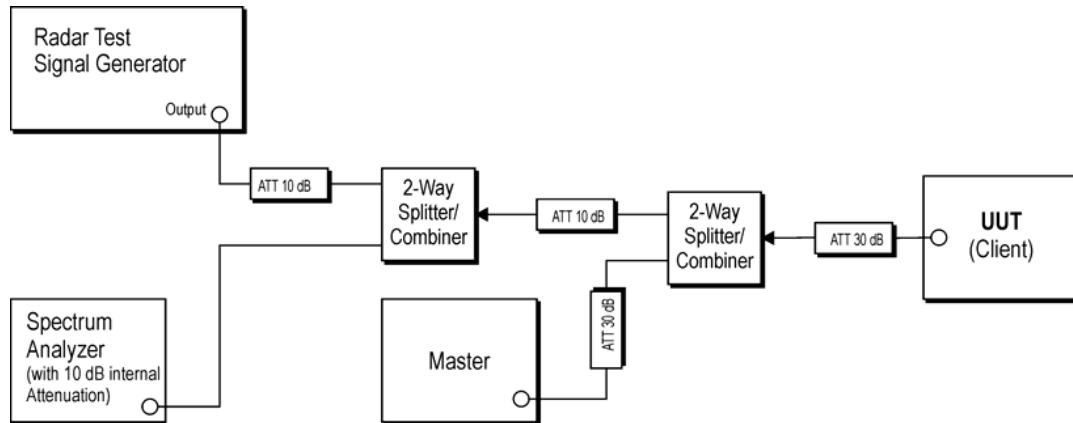 Radar Test
Signal Generator
Output
ATT 10 dB
2-Way
Splitter/
Combiner
ATT 10 dB
2-Way
Splitter/
Combiner
ATT 30 dB
UUT
(Client)
Spectrum
Analyzer
(with 10 dB internal
Attenuation)
Master
ATT 30 dB